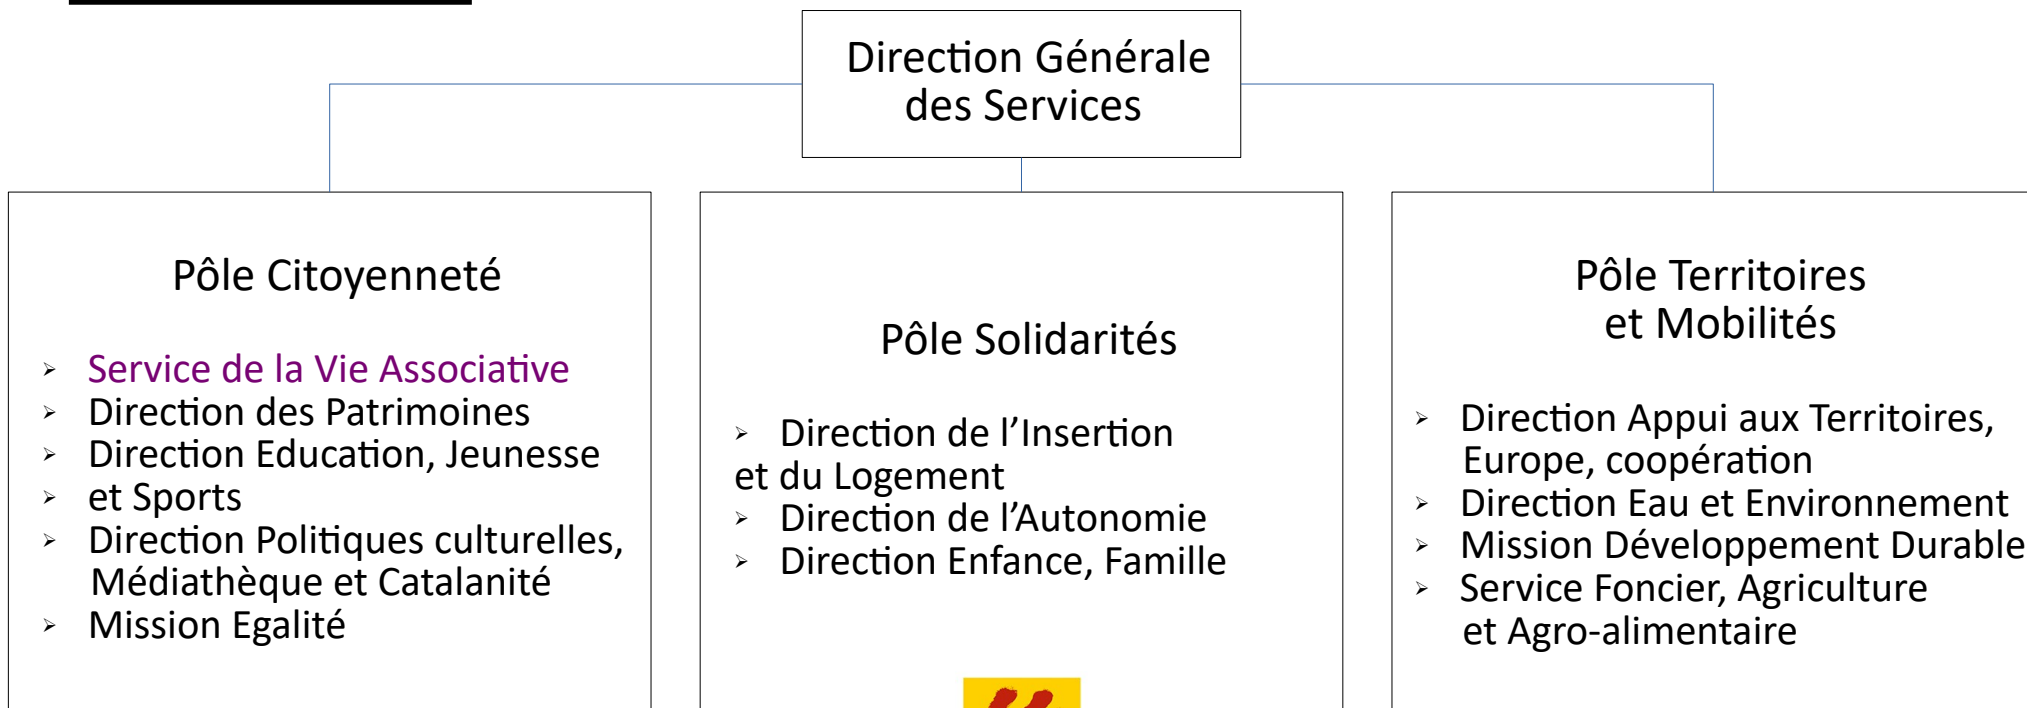 Direction Générale
des Services
Pôle Citoyenneté
➢ Service de la Vie Associative
➢ Direction des Patrimoines
➢ Direction Education, Jeunesse
➢ et Sports
➢ Direction Politiques culturelles,
Médiathèque et Catalanité
➢ Mission Egalité
Pôle Solidarités
➢ Direction de l’Insertion
et du Logement
➢ Direction de l’Autonomie
➢ Direction Enfance, Famille
Pôle Territoires
et Mobilités
➢ Direction Appui aux Territoires,
Europe, coopération
➢ Direction Eau et Environnement
➢ Mission Développement Durable
➢ Service Foncier, Agriculture
et Agro-alimentaire